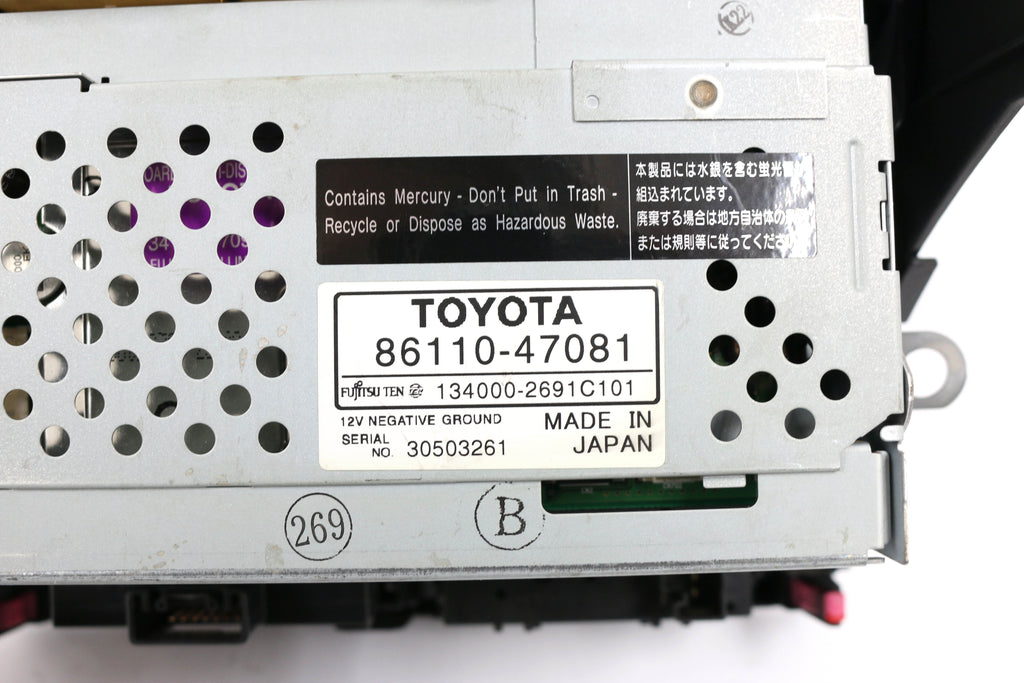 22
Contains Mercury - Don't Put in Trash -
Recycle or Dispose as Hazardous Waste.
本製品には水銀を含む蛍光
組込まれています。
廃棄する場合は地方自治体の
または規則等に従ってください
TOYOTA
86110-47081
FUJITSU TEN 134000-2691C101
12V NEGATIVE GROUND
SERIAL NO. 30503261
MADE IN
JAPAN
269
B